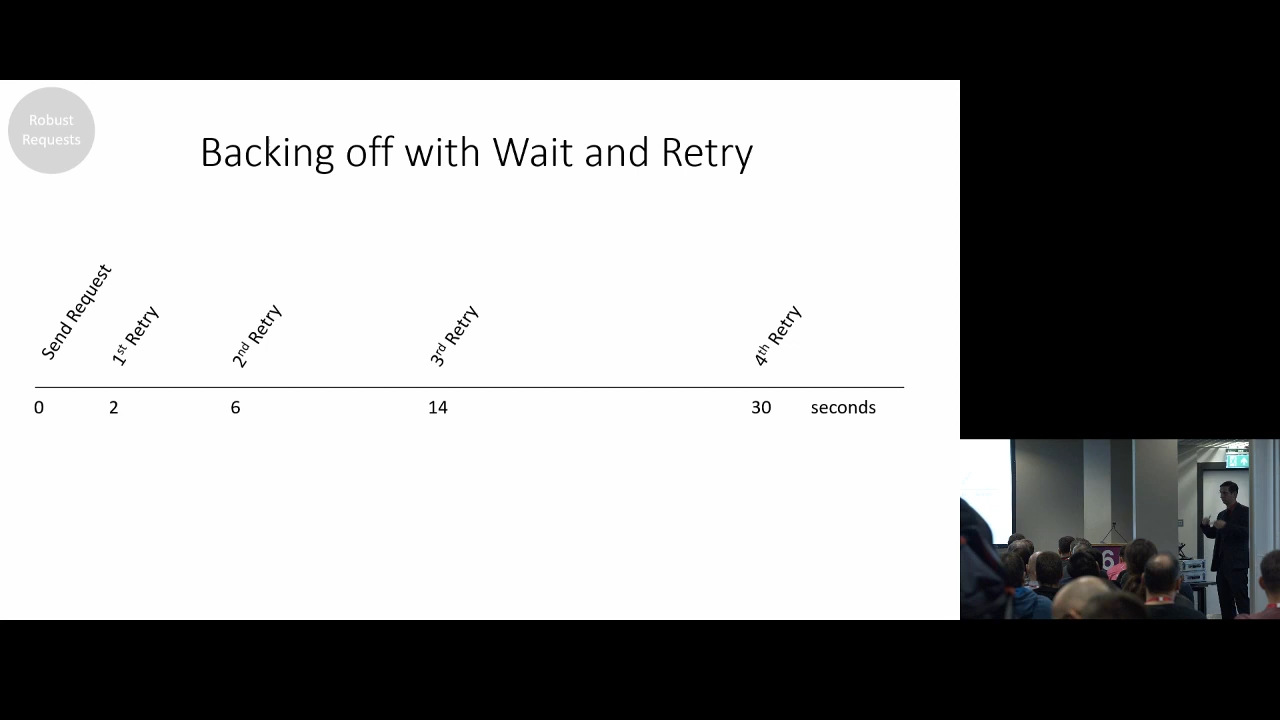 Robust
Requests
Backing off with Wait and Retry
Send Request
1st Retry
2nd Retry
3rd Retry
4th Retry
0 2 6 14 30 seconds
6